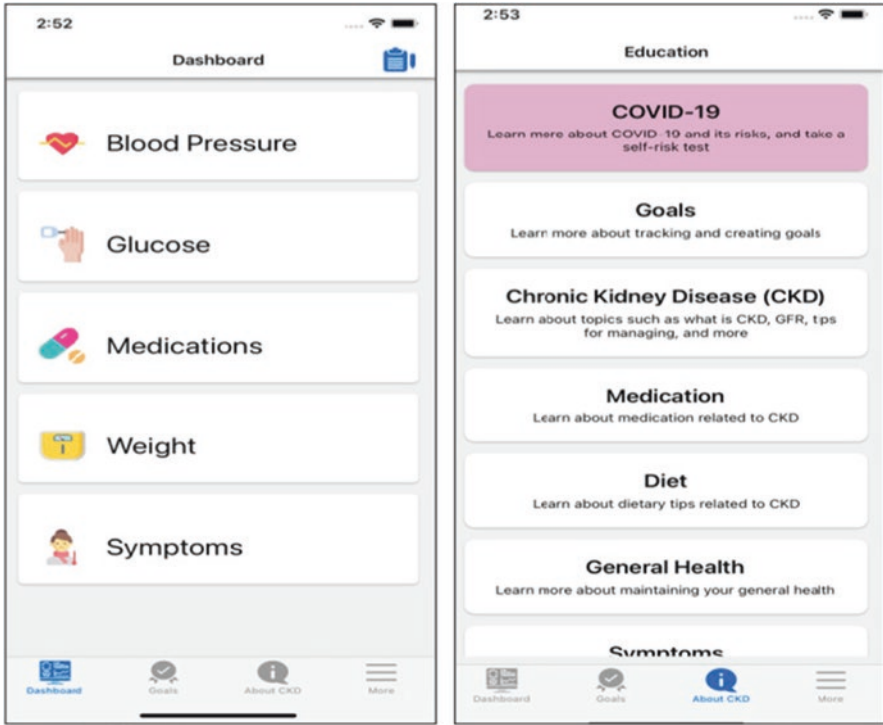 2:52
Dashboard
Blood Pressure
Glucose
Medications
Weight
Symptoms
Dashboard
Goals
About CKD
More
2:53
Education
COVID-19
Learn more about COVID-19 and its risks, and take a
self-risk test
Goals
Learn more about tracking and creating goals
Chronic Kidney Disease (CKD)
Learn about topics such as what is CKD, GFR, tips
for managing, and more
Medication
Learn about medication related to CKD
Diet
Learn about dietary tips related to CKD
General Health
Learn more about maintaining your general health
Symptoms
Dashboard
Goals
About CKD
More